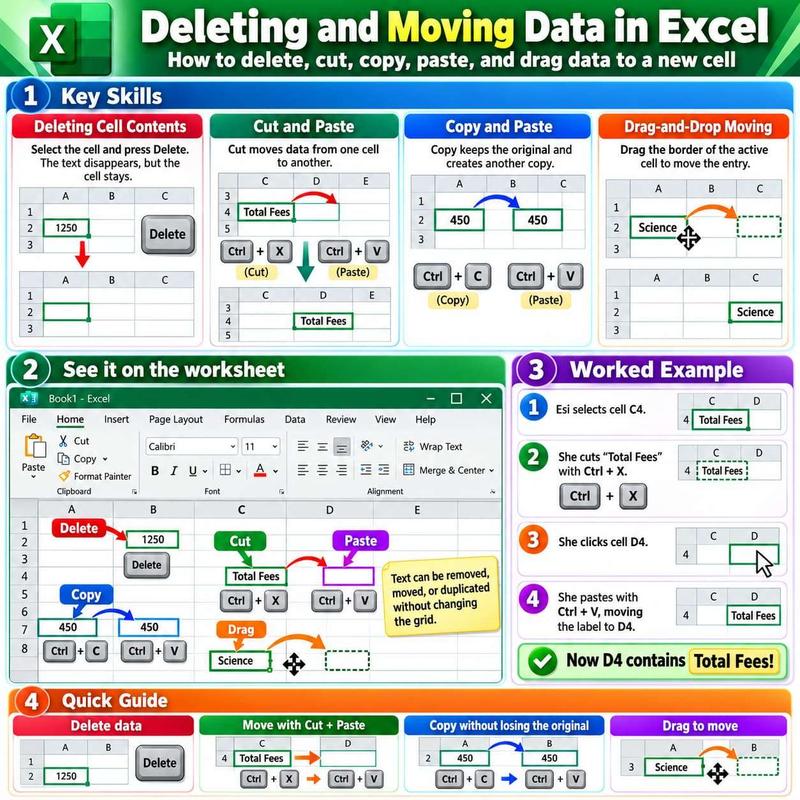 X
Deleting and Moving Data in Excel
How to delete, cut, copy, paste, and drag data to a new cell
1 Key Skills
Deleting Cell Contents
Select the cell and press Delete.
The text disappears, but the
cell stays.
A B C
1
2 1250
3
Delete
A B C
1
2
3
Cut and Paste
Cut moves data from one cell
to another.
C D E
3
4 Total Fees
5
Ctrl + X Ctrl + V
(Cut) (Paste)
C D E
3
4 Total Fees
5
Copy and Paste
Copy keeps the original and
creates another copy.
A B C
1
2 450 450
3
Ctrl + C Ctrl + V
(Copy) (Paste)
Drag-and-Drop Moving
Drag the border of the active
cell to move the entry.
A B C
1
2 Science
3
A B C
1
2 Science
3
2 See it on the worksheet
Book1 - Excel
File Home Insert Page Layout Formulas Data Review View Help
Paste
Cut
Copy
Format Painter
Clipboard
Calibri 11
B I U A
Font
Wrap Text
Merge & Center
Alignment
A B C D E
1
2
3
4
5
6
7
8
Delete
1250
Delete
Copy
450 450
Ctrl + C Ctrl + V
Cut Paste
Total Fees
Ctrl + X Ctrl + V
Drag
Science
Text can be removed,
moved, or duplicated
without changing
the grid.
3 Worked Example
1 Esi selects cell C4.
C D
4 Total Fees
2 She cuts “Total Fees”
with Ctrl + X.
Ctrl + X
C D
4 Total Fees
3 She clicks cell D4.
C D
4
4 She pastes with
Ctrl + V, moving
the label to D4.
C D
4 Total Fees
Now D4 contains Total Fees!
4 Quick Guide
Delete data
A B
1
2 1250
Delete
Move with Cut + Paste
C D
4 Total Fees
Ctrl + X Ctrl + V
Copy without losing the original
A B
2 450 450
Ctrl + C Ctrl + V
Drag to move
A B
3 Science